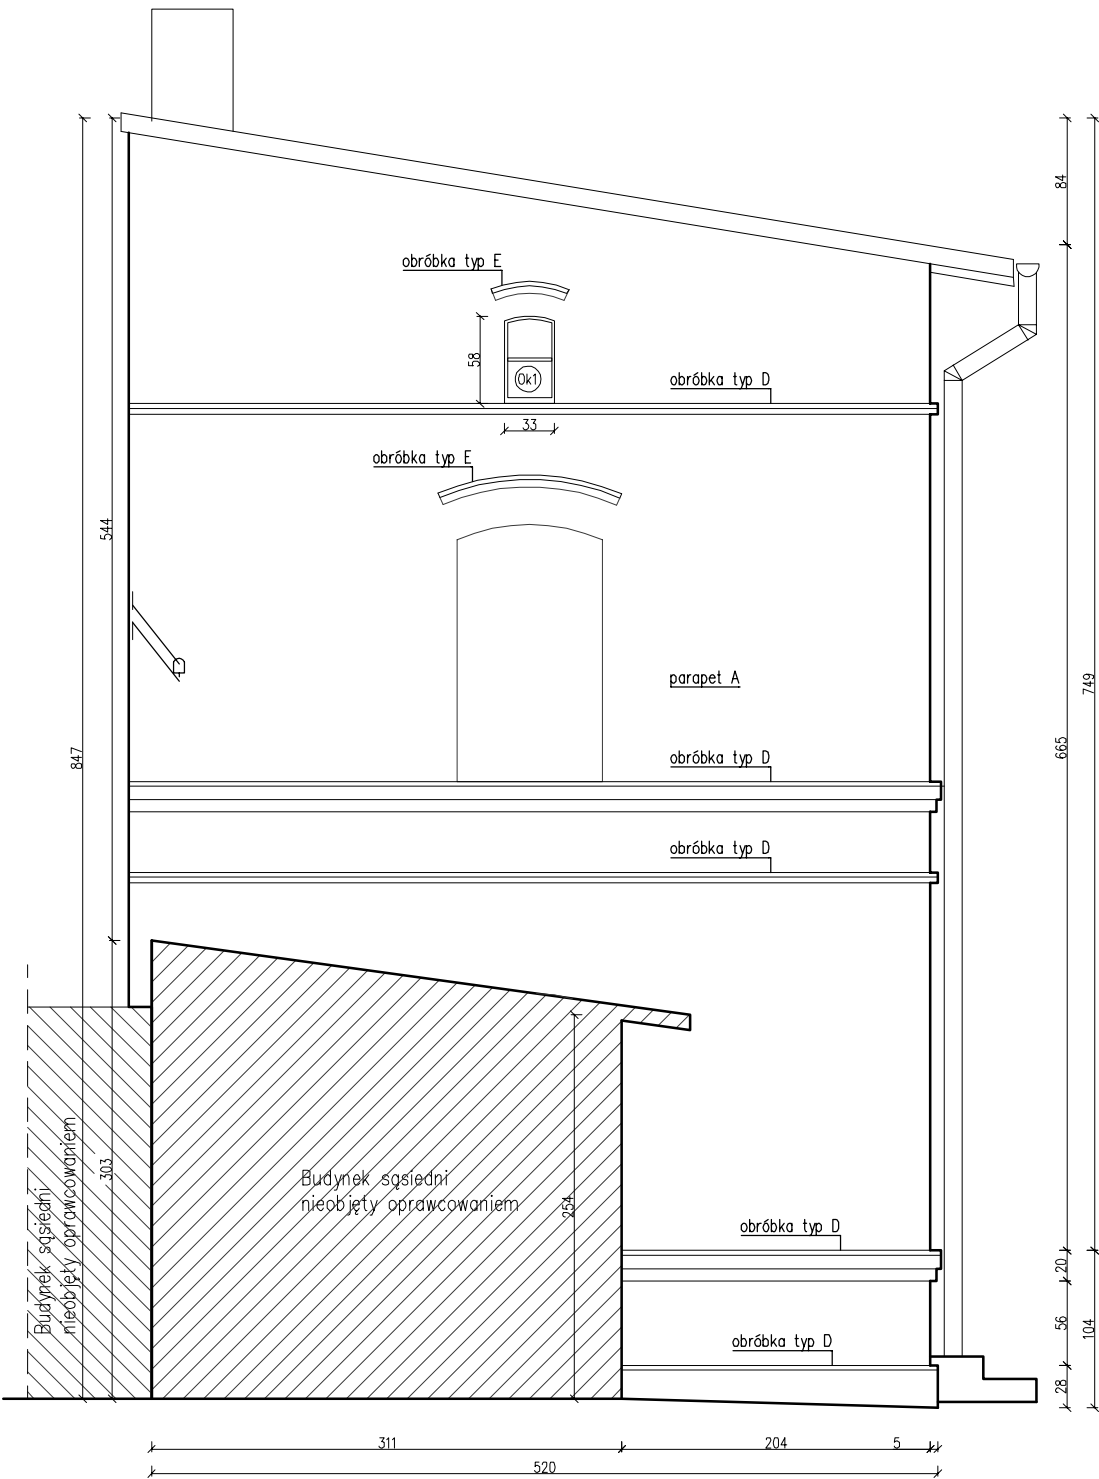 84
obróbka typ E
58
Ok1
obróbka typ D
33
obróbka typ E
544
parapet A
749
665
847
obróbka typ D
obróbka typ D
303
Budynek sąsiedni
nieobjęty oprawcowaniem
254
Budynek sąsiedni
nieobjęty oprawcowaniem
obróbka typ D
20
56
104
obróbka typ D
28
311
204
5
520